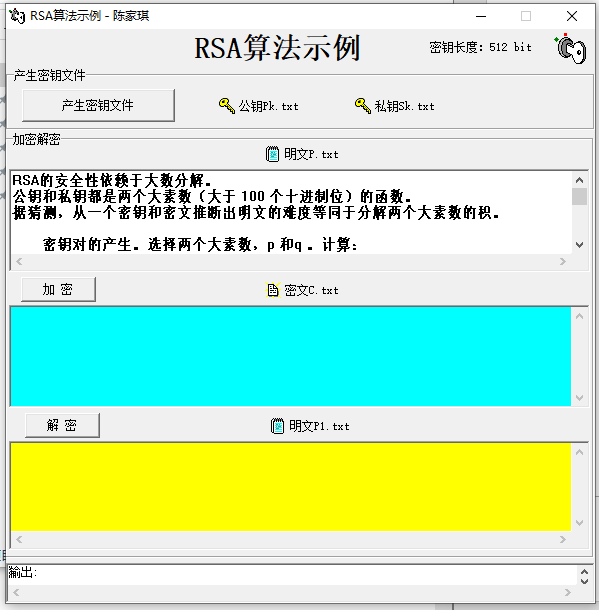 RSA算法示例 - 陈家琪
RSA算法示例
密钥长度：512 bit
产生密钥文件
产生密钥文件
公钥Pk.txt
私钥Sk.txt
加密解密
明文P.txt
RSA的安全性依赖于大数分解。
公钥和私钥都是两个大素数（大于 100 个十进制位）的函数。
据猜测，从一个密钥和密文推断出明文的难度等同于分解两个大素数的积。
密钥对的产生。选择两个大素数，p 和q 。计算：
加 密
密文C.txt
解 密
明文P1.txt
输出: